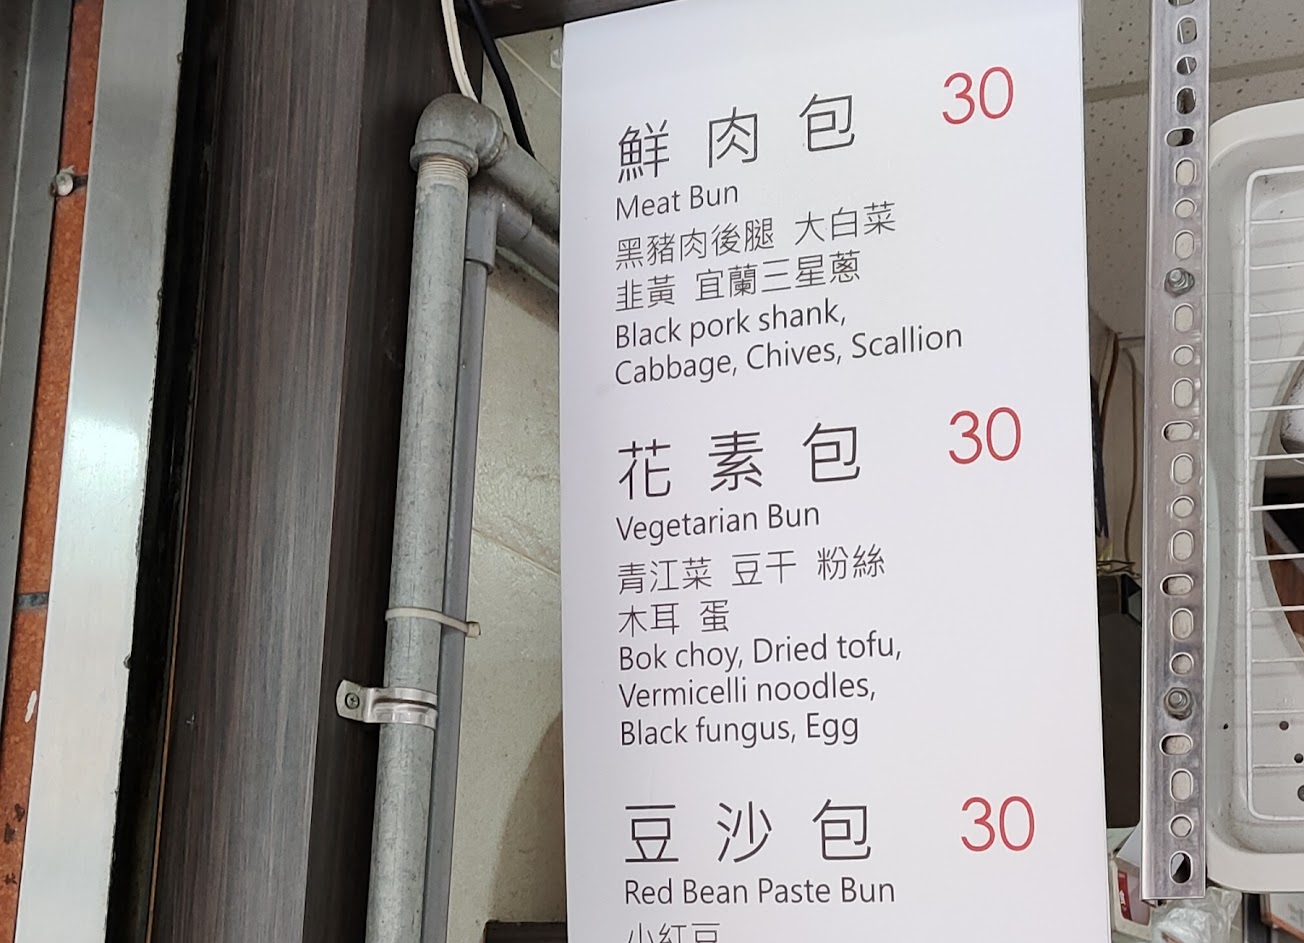 鮮肉包 30
Meat Bun
黑豬肉後腿 大白菜
韭黃 宜蘭三星蔥
Black pork shank,
Cabbage, Chives, Scallion
花素包 30
Vegetarian Bun
青江菜 豆干 粉絲
木耳 蛋
Bok choy, Dried tofu,
Vermicelli noodles,
Black fungus, Egg
豆沙包 30
Red Bean Paste Bun
小紅豆